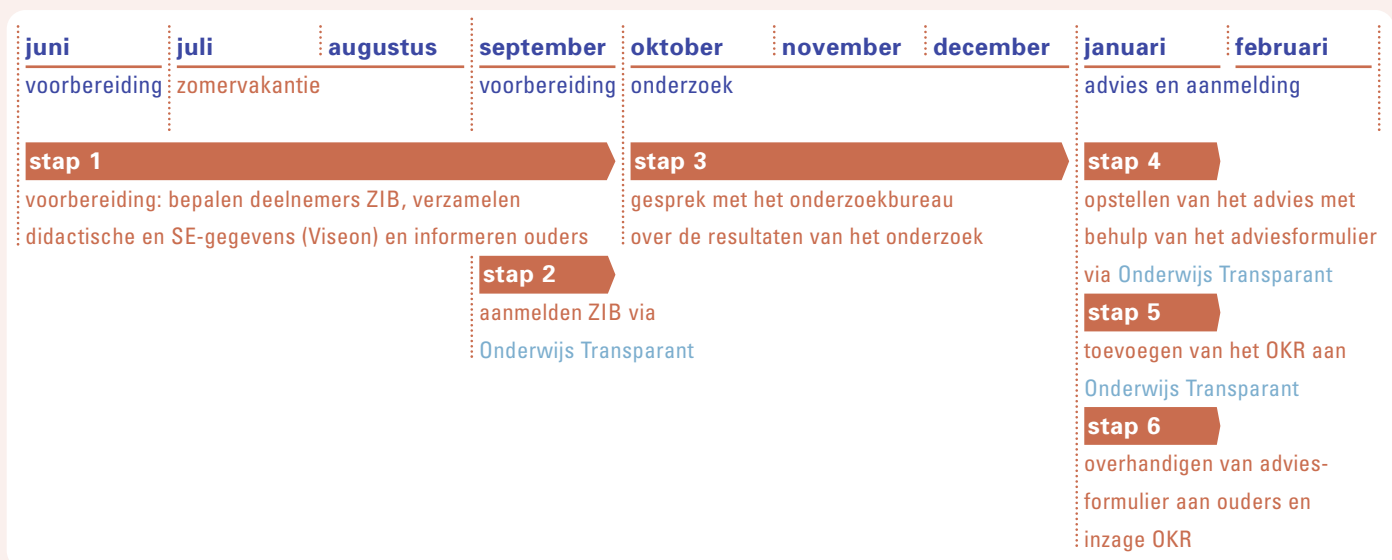 juni juli augustus september oktober november december januari februari
voorbereiding zomervakantie voorbereiding onderzoek advies en aanmelding
stap 1
voorbereiding: bepalen deelnemers ZIB, verzamelen
didactische en SE-gegevens (Viseon) en informeren ouders
stap 2
aanmelden ZIB via
Onderwijs Transparant
stap 3
gesprek met het onderzoekbureau
over de resultaten van het onderzoek
stap 4
opstellen van het advies met
behulp van het adviesformulier
via Onderwijs Transparant
stap 5
toevoegen van het OKR aan
Onderwijs Transparant
stap 6
overhandigen van advies-
formulier aan ouders en
inzage OKR